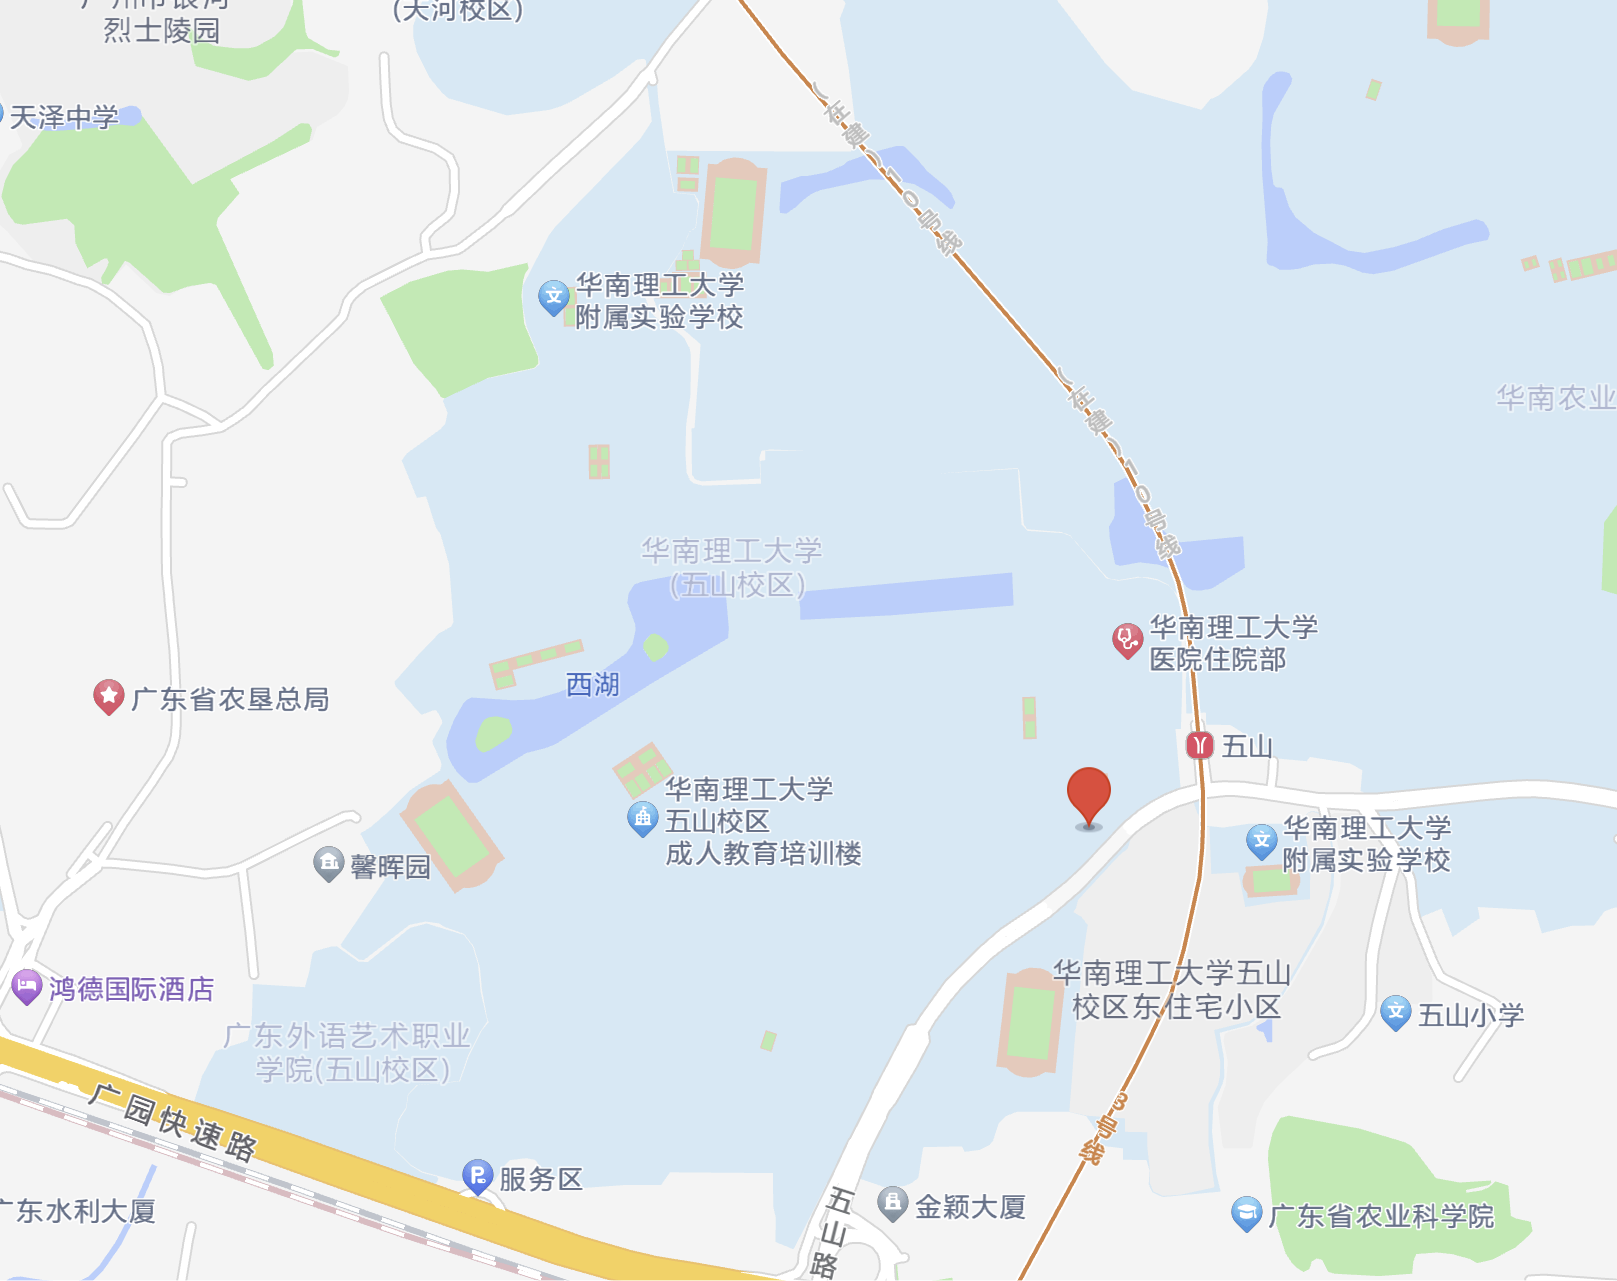 烈士陵园
(天河校区)
天泽中学
(在建)10号线
华南理工大学
附属实验学校
(在建)10号线
华南农业
华南理工大学
(五山校区)
华南理工大学
医院住院部
西湖
广东省农垦总局
五山
华南理工大学
五山校区
成人教育培训楼
华南理工大学
附属实验学校
馨晖园
华南理工大学五山
校区东住宅小区
鸿德国际酒店
五山小学
广东外语艺术职业
学院(五山校区)
广园快速路
3号线
服务区
五山路
金颖大厦
广东水利大厦
广东省农业科学院